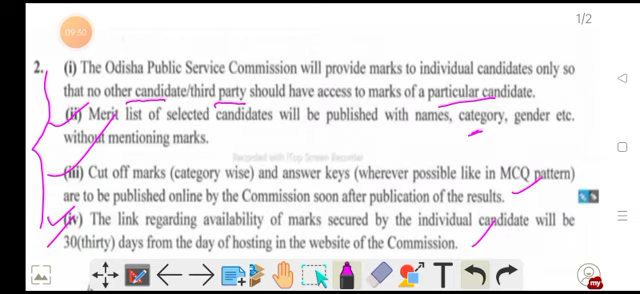 09:50
1/2
2. (i) The Odisha Public Service Commission will provide marks to individual candidates only so
that no other candidate/third party should have access to marks of a particular candidate.
(ii) Merit list of selected candidates will be published with names, category, gender etc.
without mentioning marks.
Recorded with iTop Screen Recorder
(iii) Cut off marks (category wise) and answer keys (wherever possible like in MCQ pattern)
are to be published online by the Commission soon after publication of the results.
(iv) The link regarding availability of marks secured by the individual candidate will be
30(thirty) days from the day of hosting in the website of the Commission.
T
my